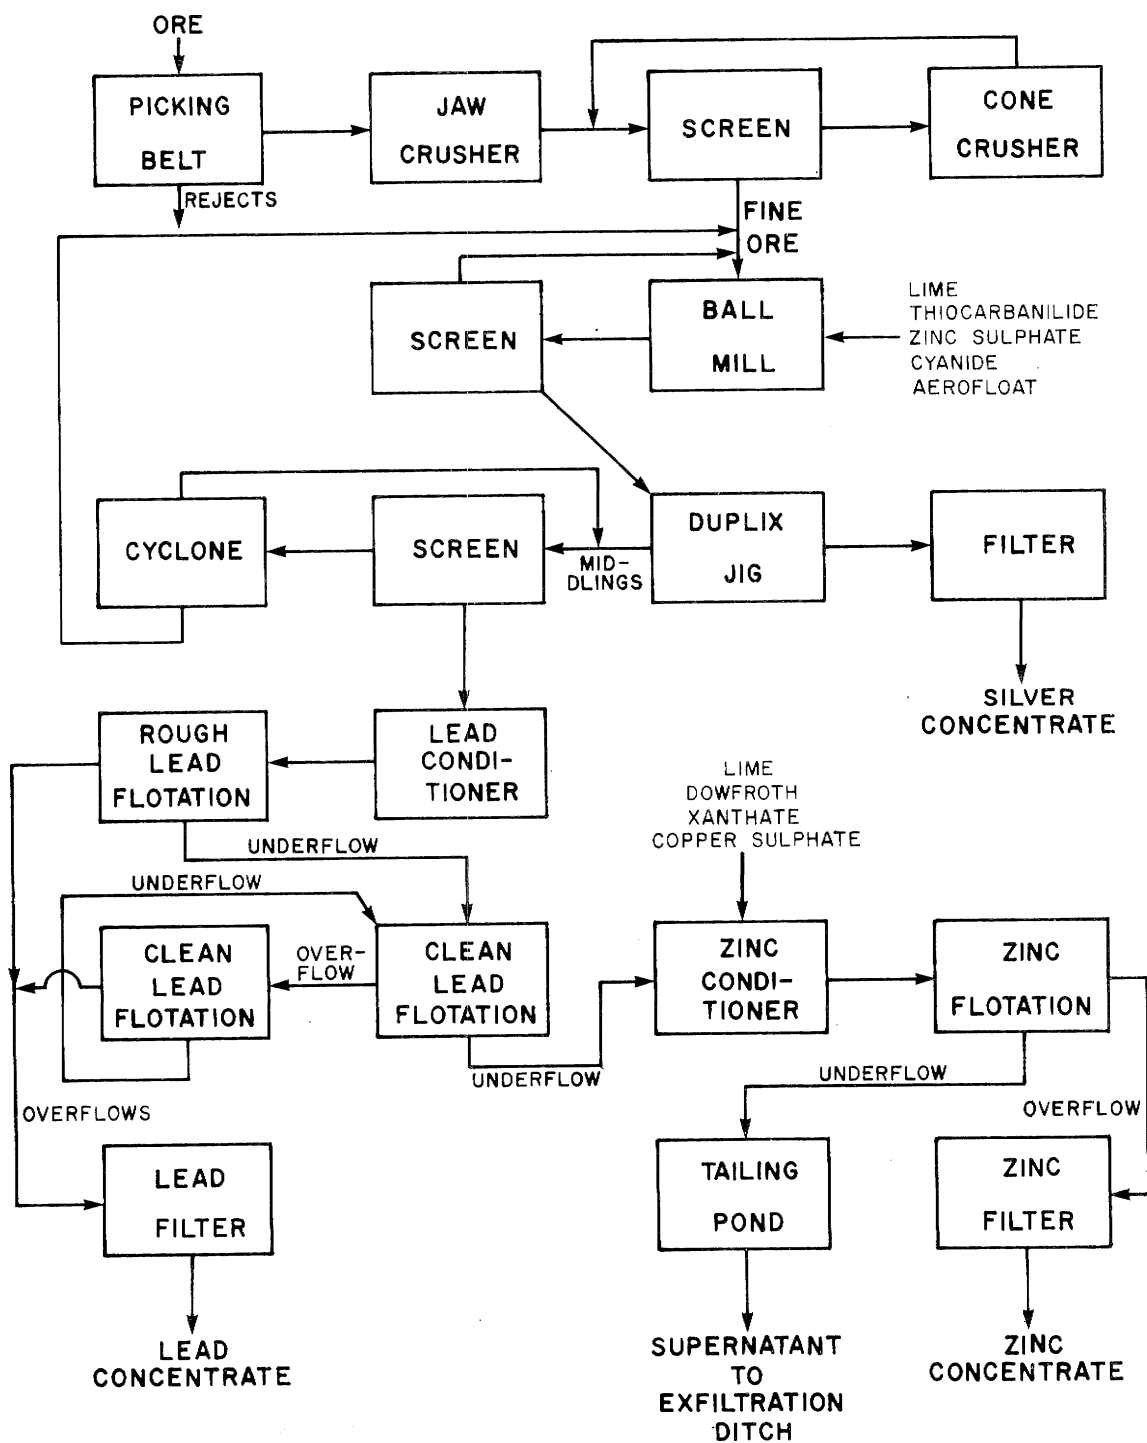 ORE
PICKING
BELT
JAW
CRUSHER
SCREEN
CONE
CRUSHER
REJECTS
FINE
ORE
SCREEN
BALL
MILL
LIME
THIOCARBANILIDE
ZINC SULPHATE
CYANIDE
AEROFLOAT
CYCLONE
SCREEN
MID-
DLINGS
DUPLIX
JIG
FILTER
SILVER
CONCENTRATE
ROUGH
LEAD
FLOTATION
LEAD
CONDI-
TIONER
LIME
DOWFROTH
XANTHATE
COPPER SULPHATE
UNDERFLOW
UNDERFLOW
CLEAN
LEAD
FLOTATION
OVER-
FLOW
CLEAN
LEAD
FLOTATION
ZINC
CONDI-
TIONER
ZINC
FLOTATION
UNDERFLOW
UNDERFLOW
OVERFLOWS
OVERFLOW
LEAD
FILTER
TAILING
POND
ZINC
FILTER
LEAD
CONCENTRATE
SUPERNATANT
TO
EXFILTRATION
DITCH
ZINC
CONCENTRATE